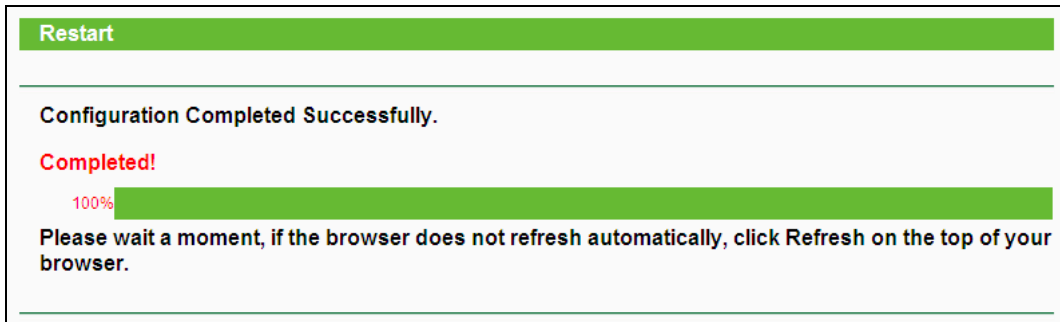 Restart
Configuration Completed Successfully.
Completed!
100%
Please wait a moment, if the browser does not refresh automatically, click Refresh on the top of your
browser.